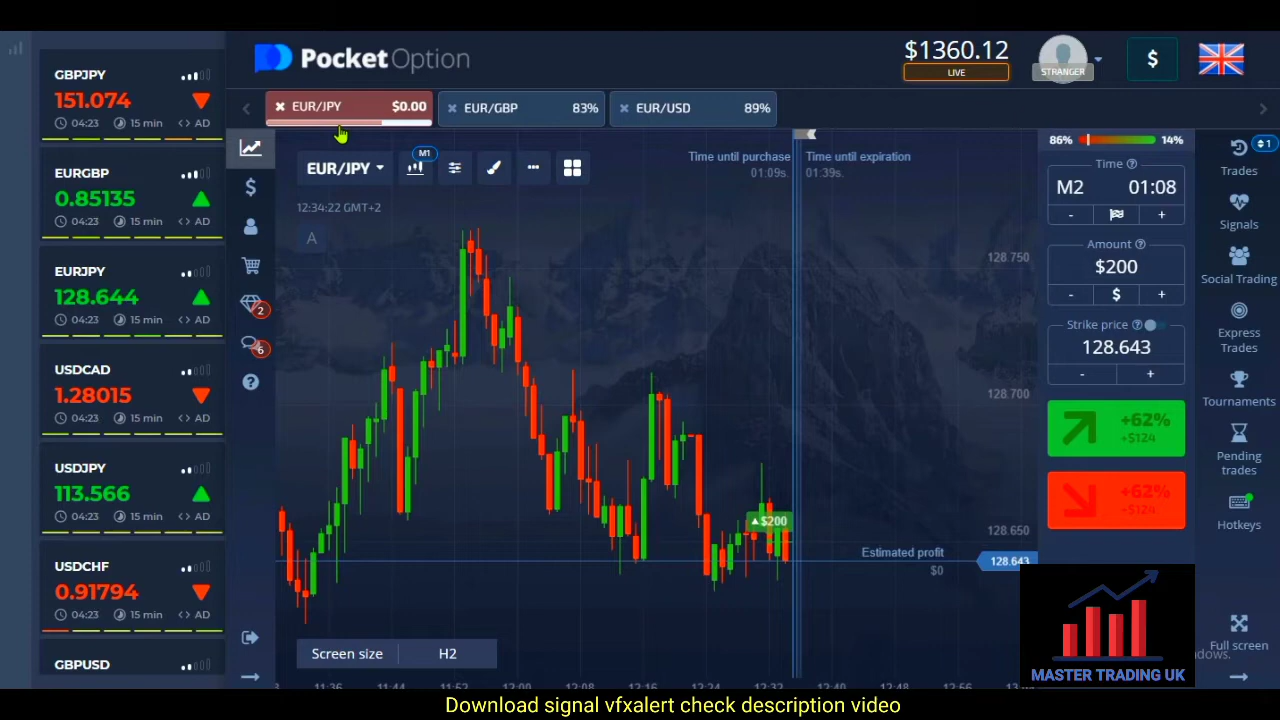 GBPJPY
151.074
04:23 15 min
EURGBP
0.85135
04:23 15 min <> AD
EURJPY
128.644
04:23 15 min <> AD
USDCAD
1.28015
04:23 15 min <> AD
USDJPY
113.566
04:23 15 min <> AD
USDCHF
0.91794
04:23 15 min <> AD
GBPUSD
PocketOption
$1360.12
LIVE
STRANGER
$
EUR/JPY $0.00
EUR/GBP 83%
EUR/USD 89%
2
6
EUR/JPY
M1
12:34:22 GMT+2
A
Time until purchase
01:09s.
Time until expiration
01:39s.
128.750
128.700
128.650
128.643
$200
Estimated profit
$0
Screen size H2
11:36 11:44 11:52 12:00 12:08 12:16 12:24 12:32 12:40 12:48 12:56
86% 14%
Time
M2 01:08
- +
Amount
$200
- $ +
Strike price
128.643
- +
+62%
+$124
+62%
+$124
1
Trades
Signals
Social Trading
Express
Trades
Tournaments
Pending
trades
Hotkeys
Full screen
MASTER TRADING UK
Download signal vfxalert check description video